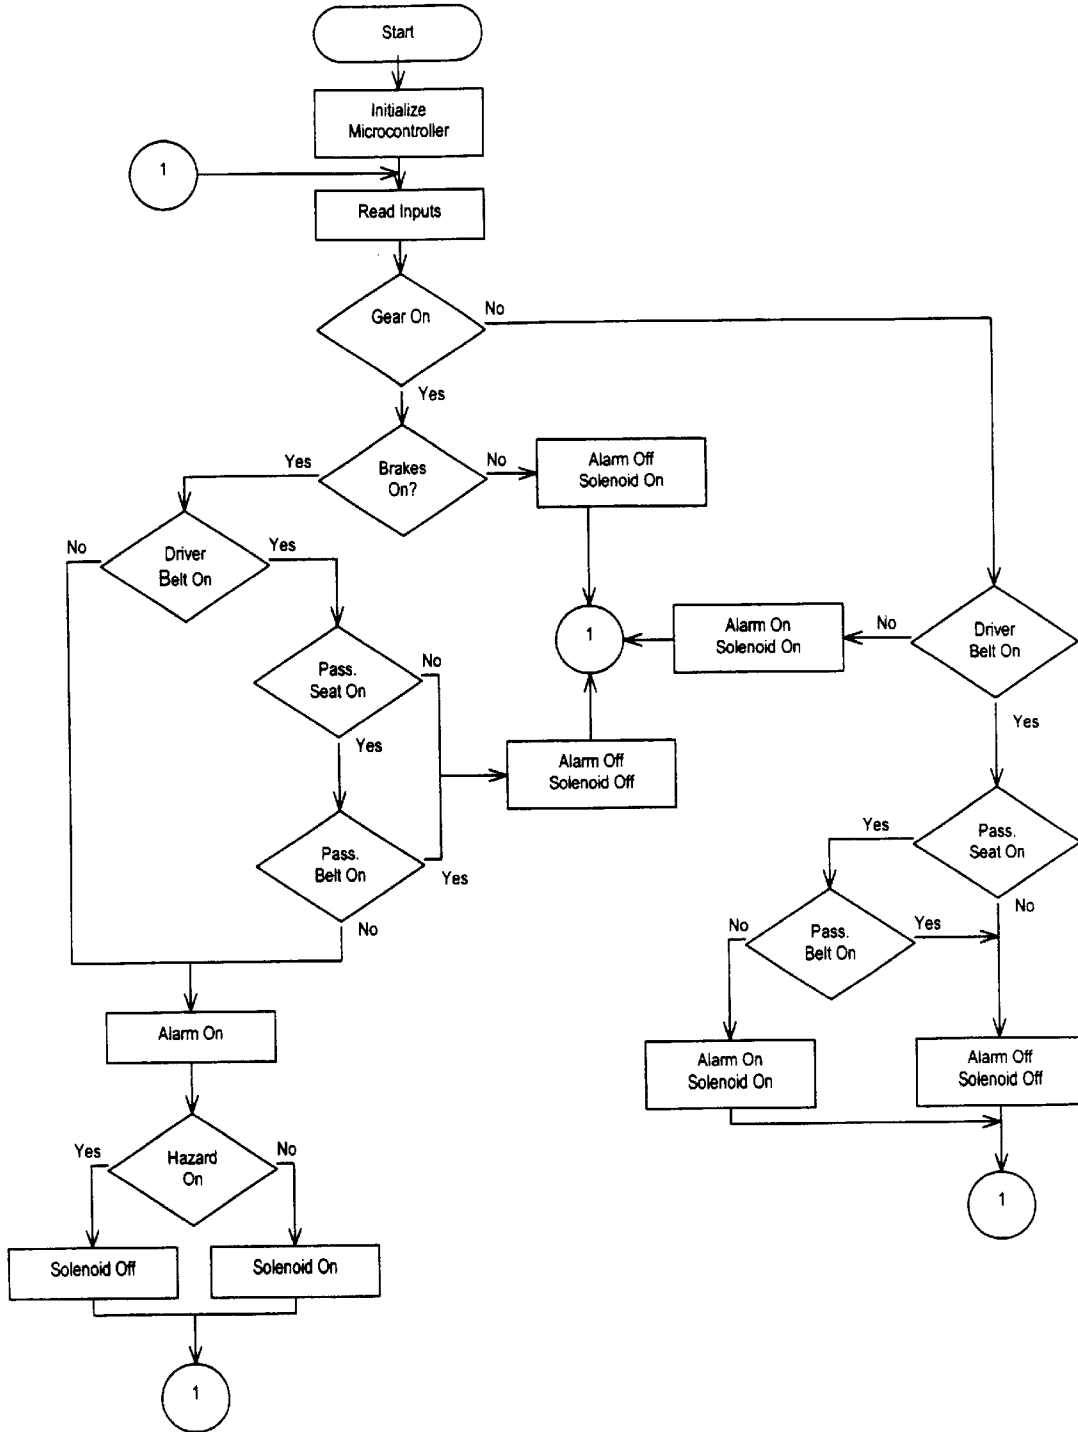 Start
Initialize
Microcontroller
1
Read Inputs
Gear On
No
Yes
Brakes
On?
Yes
No
Alarm Off
Solenoid On
Driver
Belt On
No
Yes
Pass.
Seat On
No
Yes
1
Alarm On
Solenoid On
No
Driver
Belt On
Yes
Alarm Off
Solenoid Off
Pass.
Belt On
Yes
No
Pass.
Seat On
Yes
No
Pass.
Belt On
No
Yes
Alarm On
Solenoid On
Alarm Off
Solenoid Off
1
Alarm On
Hazard
On
Yes
No
Solenoid Off
Solenoid On
1